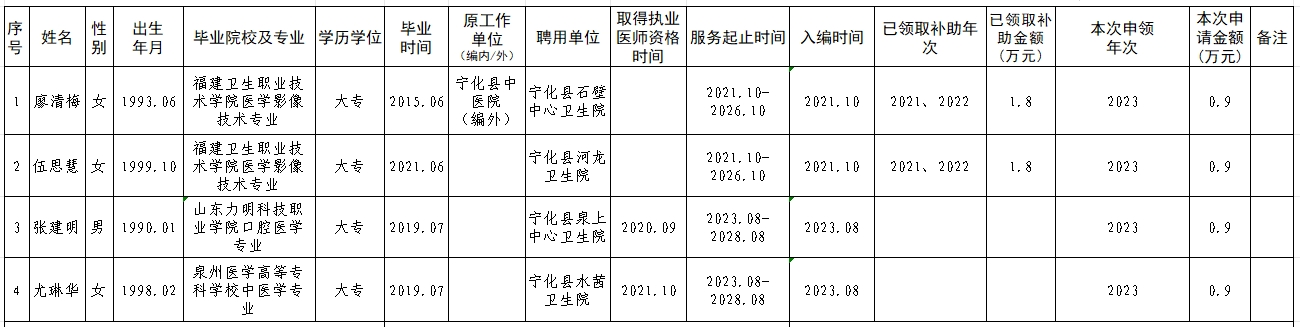 序号 姓名 性别 出生年月 毕业院校及专业 学历学位 毕业时间 原工作单位（编内/外） 聘用单位 取得执业医师资格时间 服务起止时间 入编时间 已领取补助年次 已领取补助金额（万元） 本次申领年次 本次申请金额（万元） 备注
1 廖清梅 女 1993.06 福建卫生职业技术学院医学影像技术专业 大专 2015.06 宁化县中医院（编外） 宁化县石壁中心卫生院 2021.10-2026.10 2021.10 2021、2022 1.8 2023 0.9
2 伍思慧 女 1999.10 福建卫生职业技术学院医学影像技术专业 大专 2021.06 宁化县河龙卫生院 2021.10-2026.10 2021.10 2021、2022 1.8 2023 0.9
3 张建明 男 1990.01 山东力明科技职业学院口腔医学专业 大专 2019.07 宁化县泉上中心卫生院 2020.09 2023.08-2028.08 2023.08 2023 0.9
4 尤琳华 女 1998.02 泉州医学高等专科学校中医学专业 大专 2019.07 宁化县水茜卫生院 2021.10 2023.08-2028.08 2023.08 2023 0.9